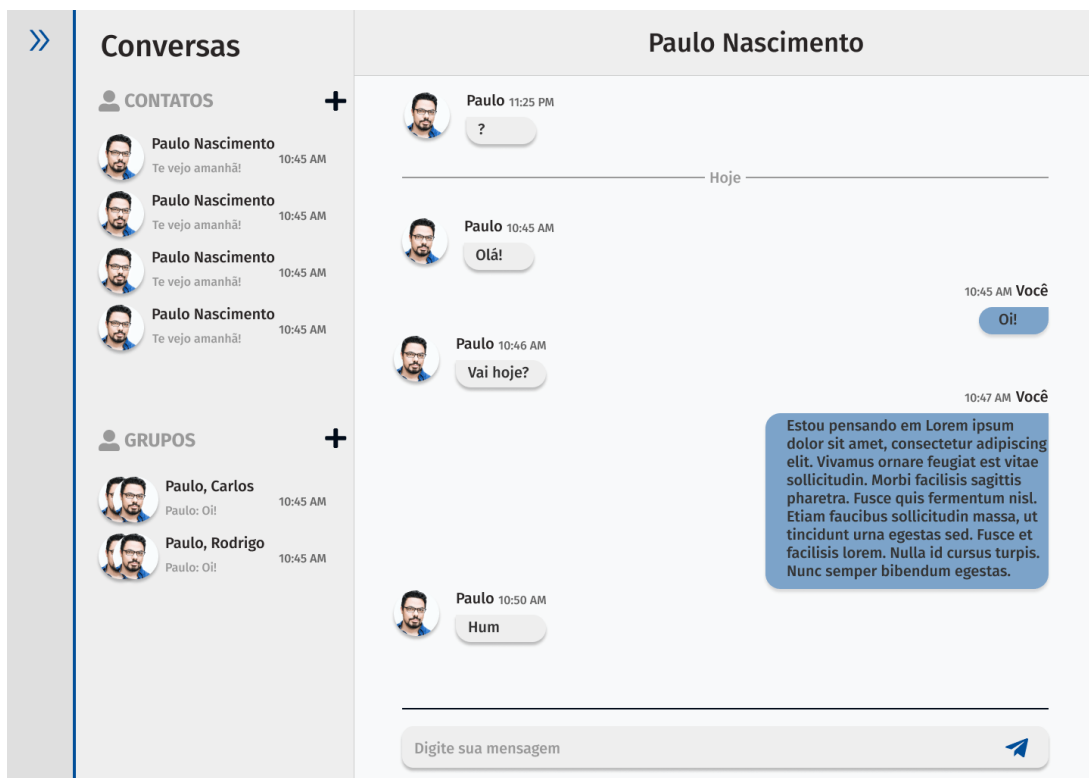 Conversas
CONTATOS
Paulo Nascimento
10:45 AM
Te vejo amanhã!
Paulo Nascimento
10:45 AM
Te vejo amanhã!
Paulo Nascimento
10:45 AM
Te vejo amanhã!
Paulo Nascimento
10:45 AM
Te vejo amanhã!
GRUPOS
Paulo, Carlos
10:45 AM
Paulo: Oi!
Paulo, Rodrigo
10:45 AM
Paulo: Oi!
Paulo Nascimento
Paulo 11:25 PM
?
Hoje
Paulo 10:45 AM
Olá!
10:45 AM Você
Oi!
Paulo 10:46 AM
Vai hoje?
10:47 AM Você
Estou pensando em Lorem ipsum
dolor sit amet, consectetur adipiscing
elit. Vivamus ornare feugiat est vitae
sollicitudin. Morbi facilisis sagittis
pharetra. Fusce quis fermentum nisl.
Etiam faucibus sollicitudin massa, ut
tincidunt urna egestas sed. Fusce et
facilisis lorem. Nulla id cursus turpis.
Nunc semper bibendum egestas.
Paulo 10:50 AM
Hum
Digite sua mensagem